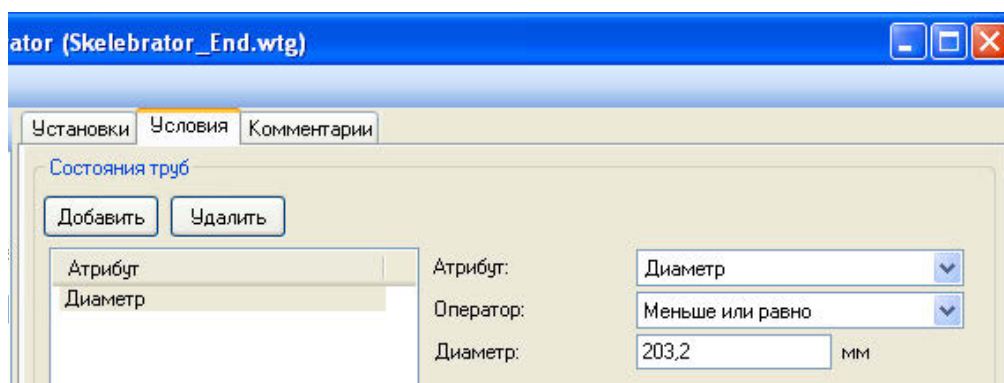 ator (Skelebrator_End.wtg)
Установки Условия Комментарии
Состояния труб
Добавить Удалить
Атрибут
Диаметр
Атрибут: Диаметр
Оператор: Меньше или равно
Диаметр: 203,2 мм